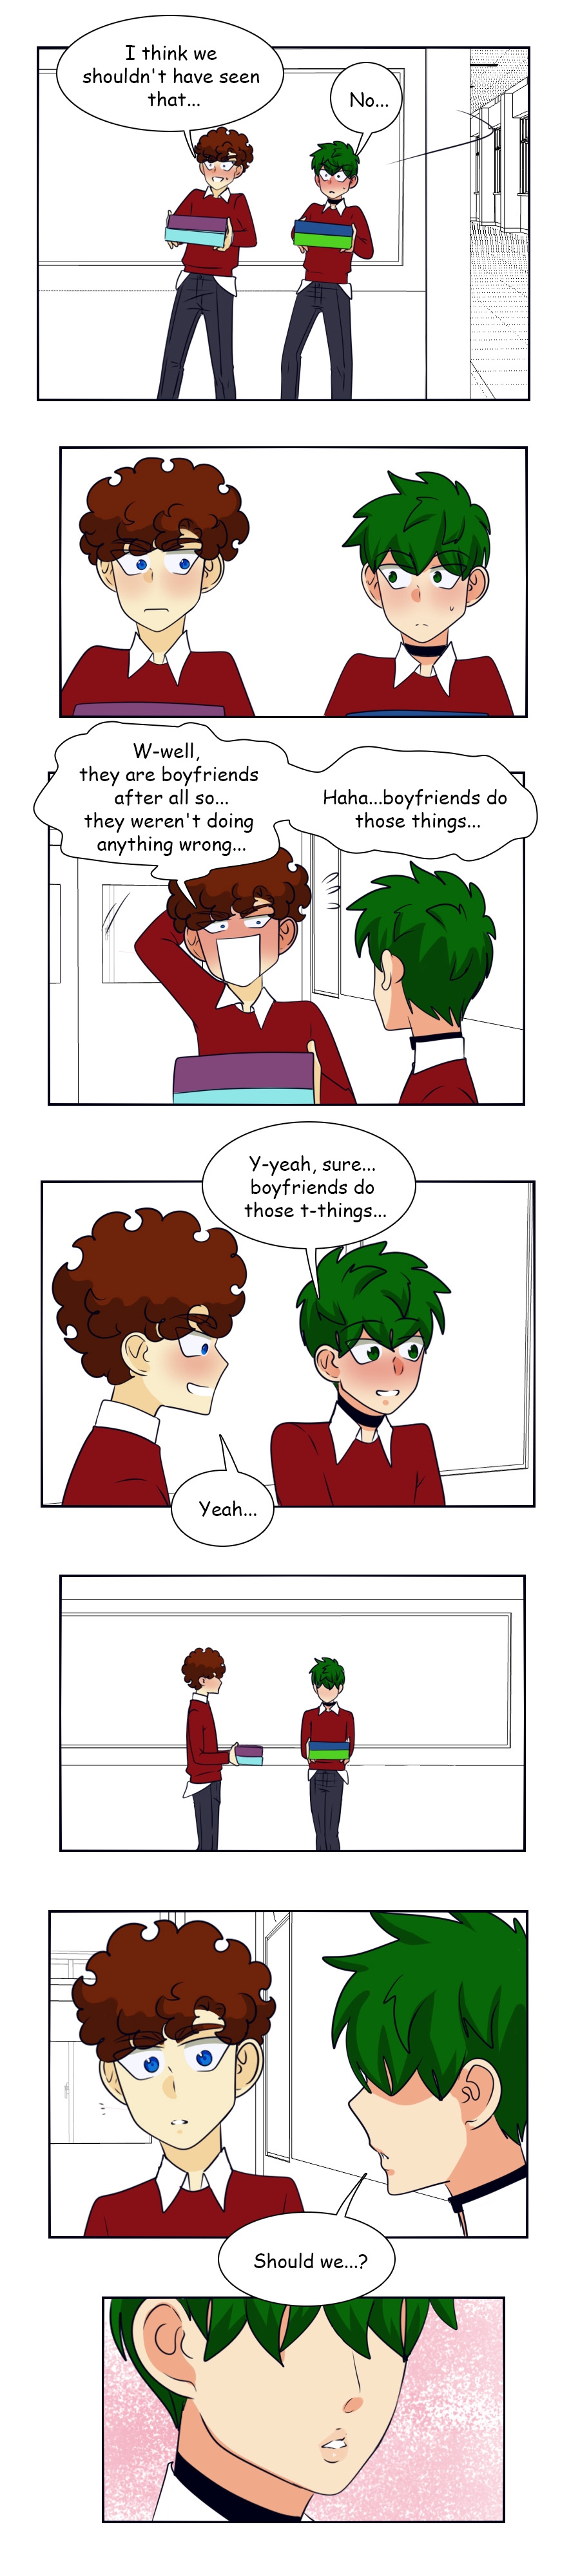 I think we
shouldn't have seen
that...
No...
W-well,
they are boyfriends
after all so...
they weren't doing
anything wrong...
Haha...boyfriends do
those things...
Y-yeah, sure...
boyfriends do
those t-things...
Yeah...
Should we...?